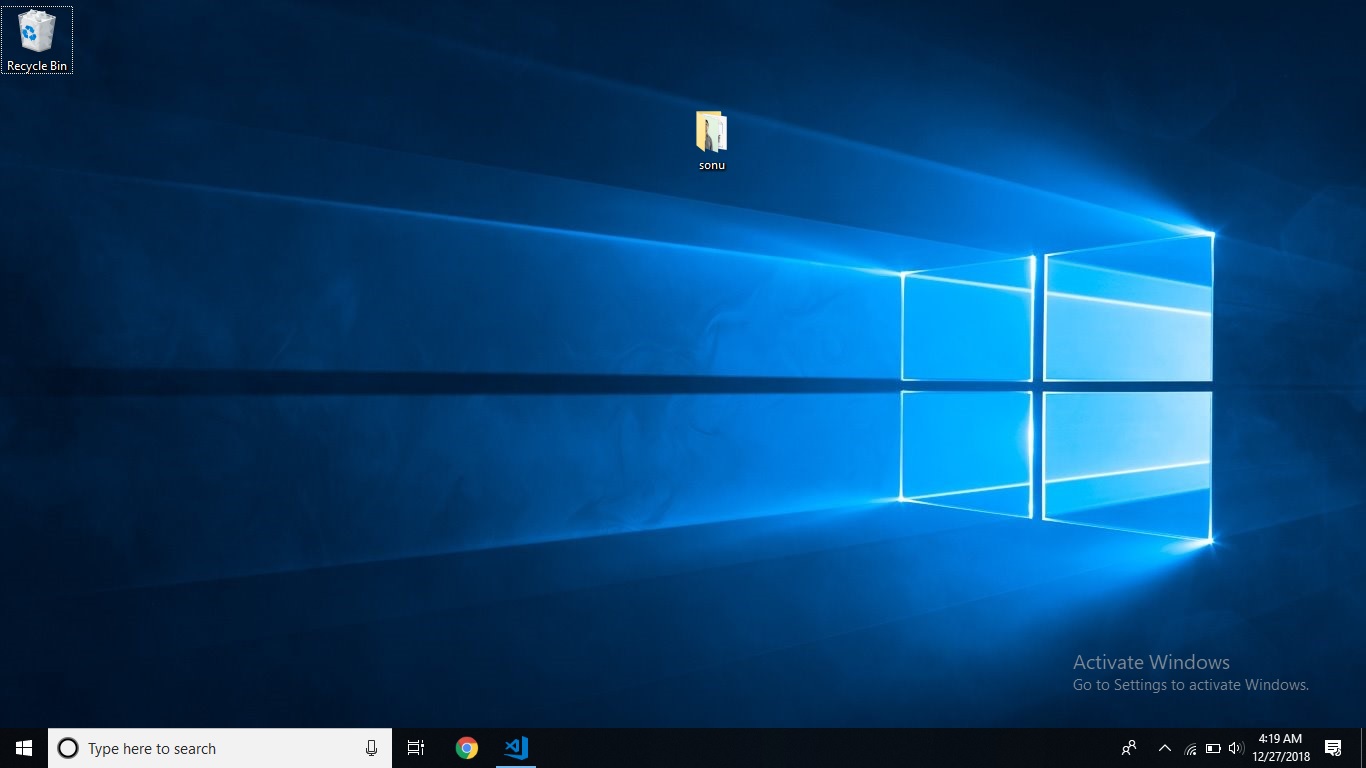 Recycle Bin
sonu
Activate Windows
Go to Settings to activate Windows.
Type here to search
4:19 AM
12/27/2018